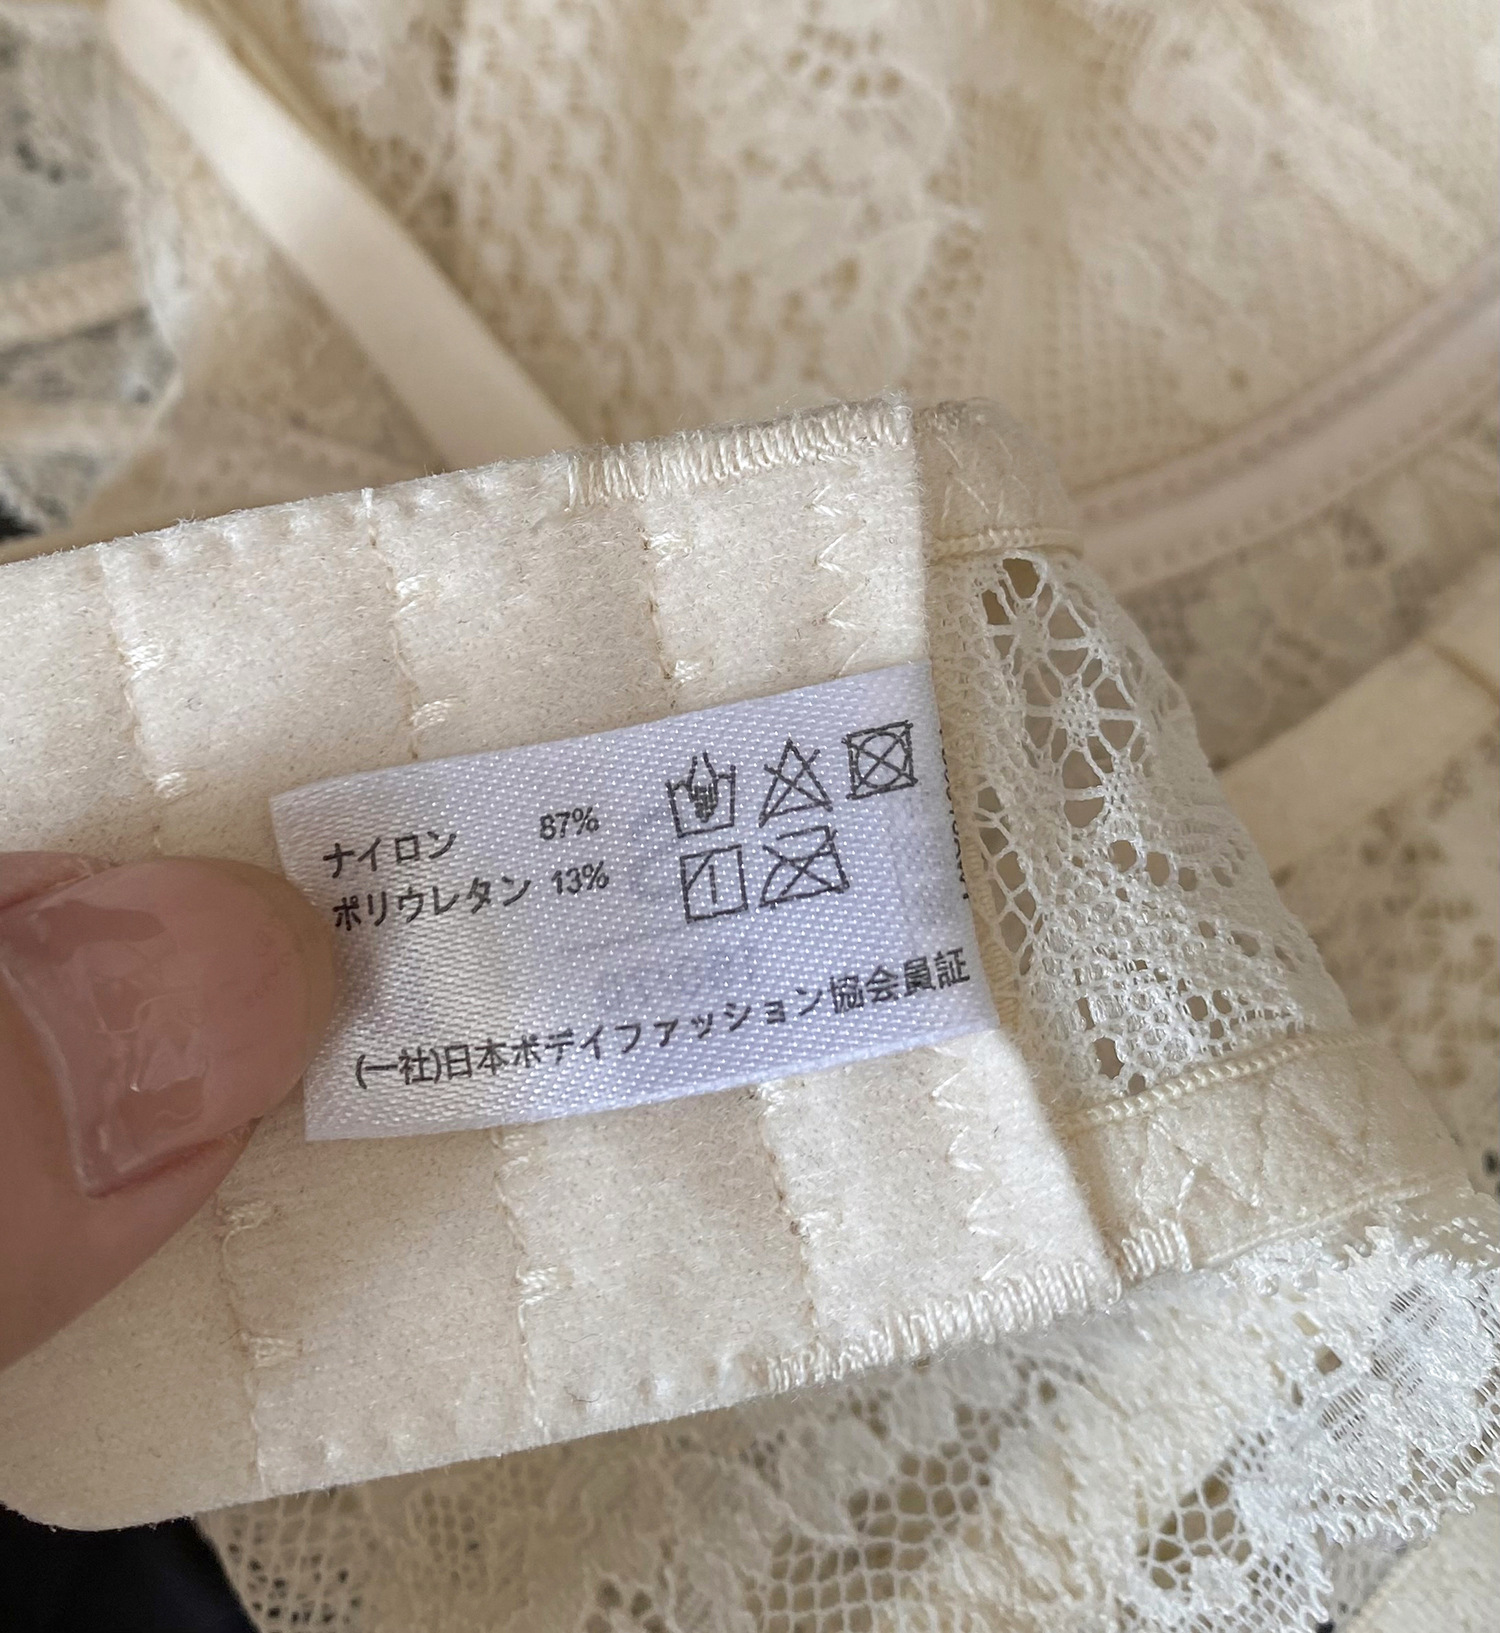 ナイロン 87%
ポリウレタン 13%
(一社)日本ボデイファッション協会員証